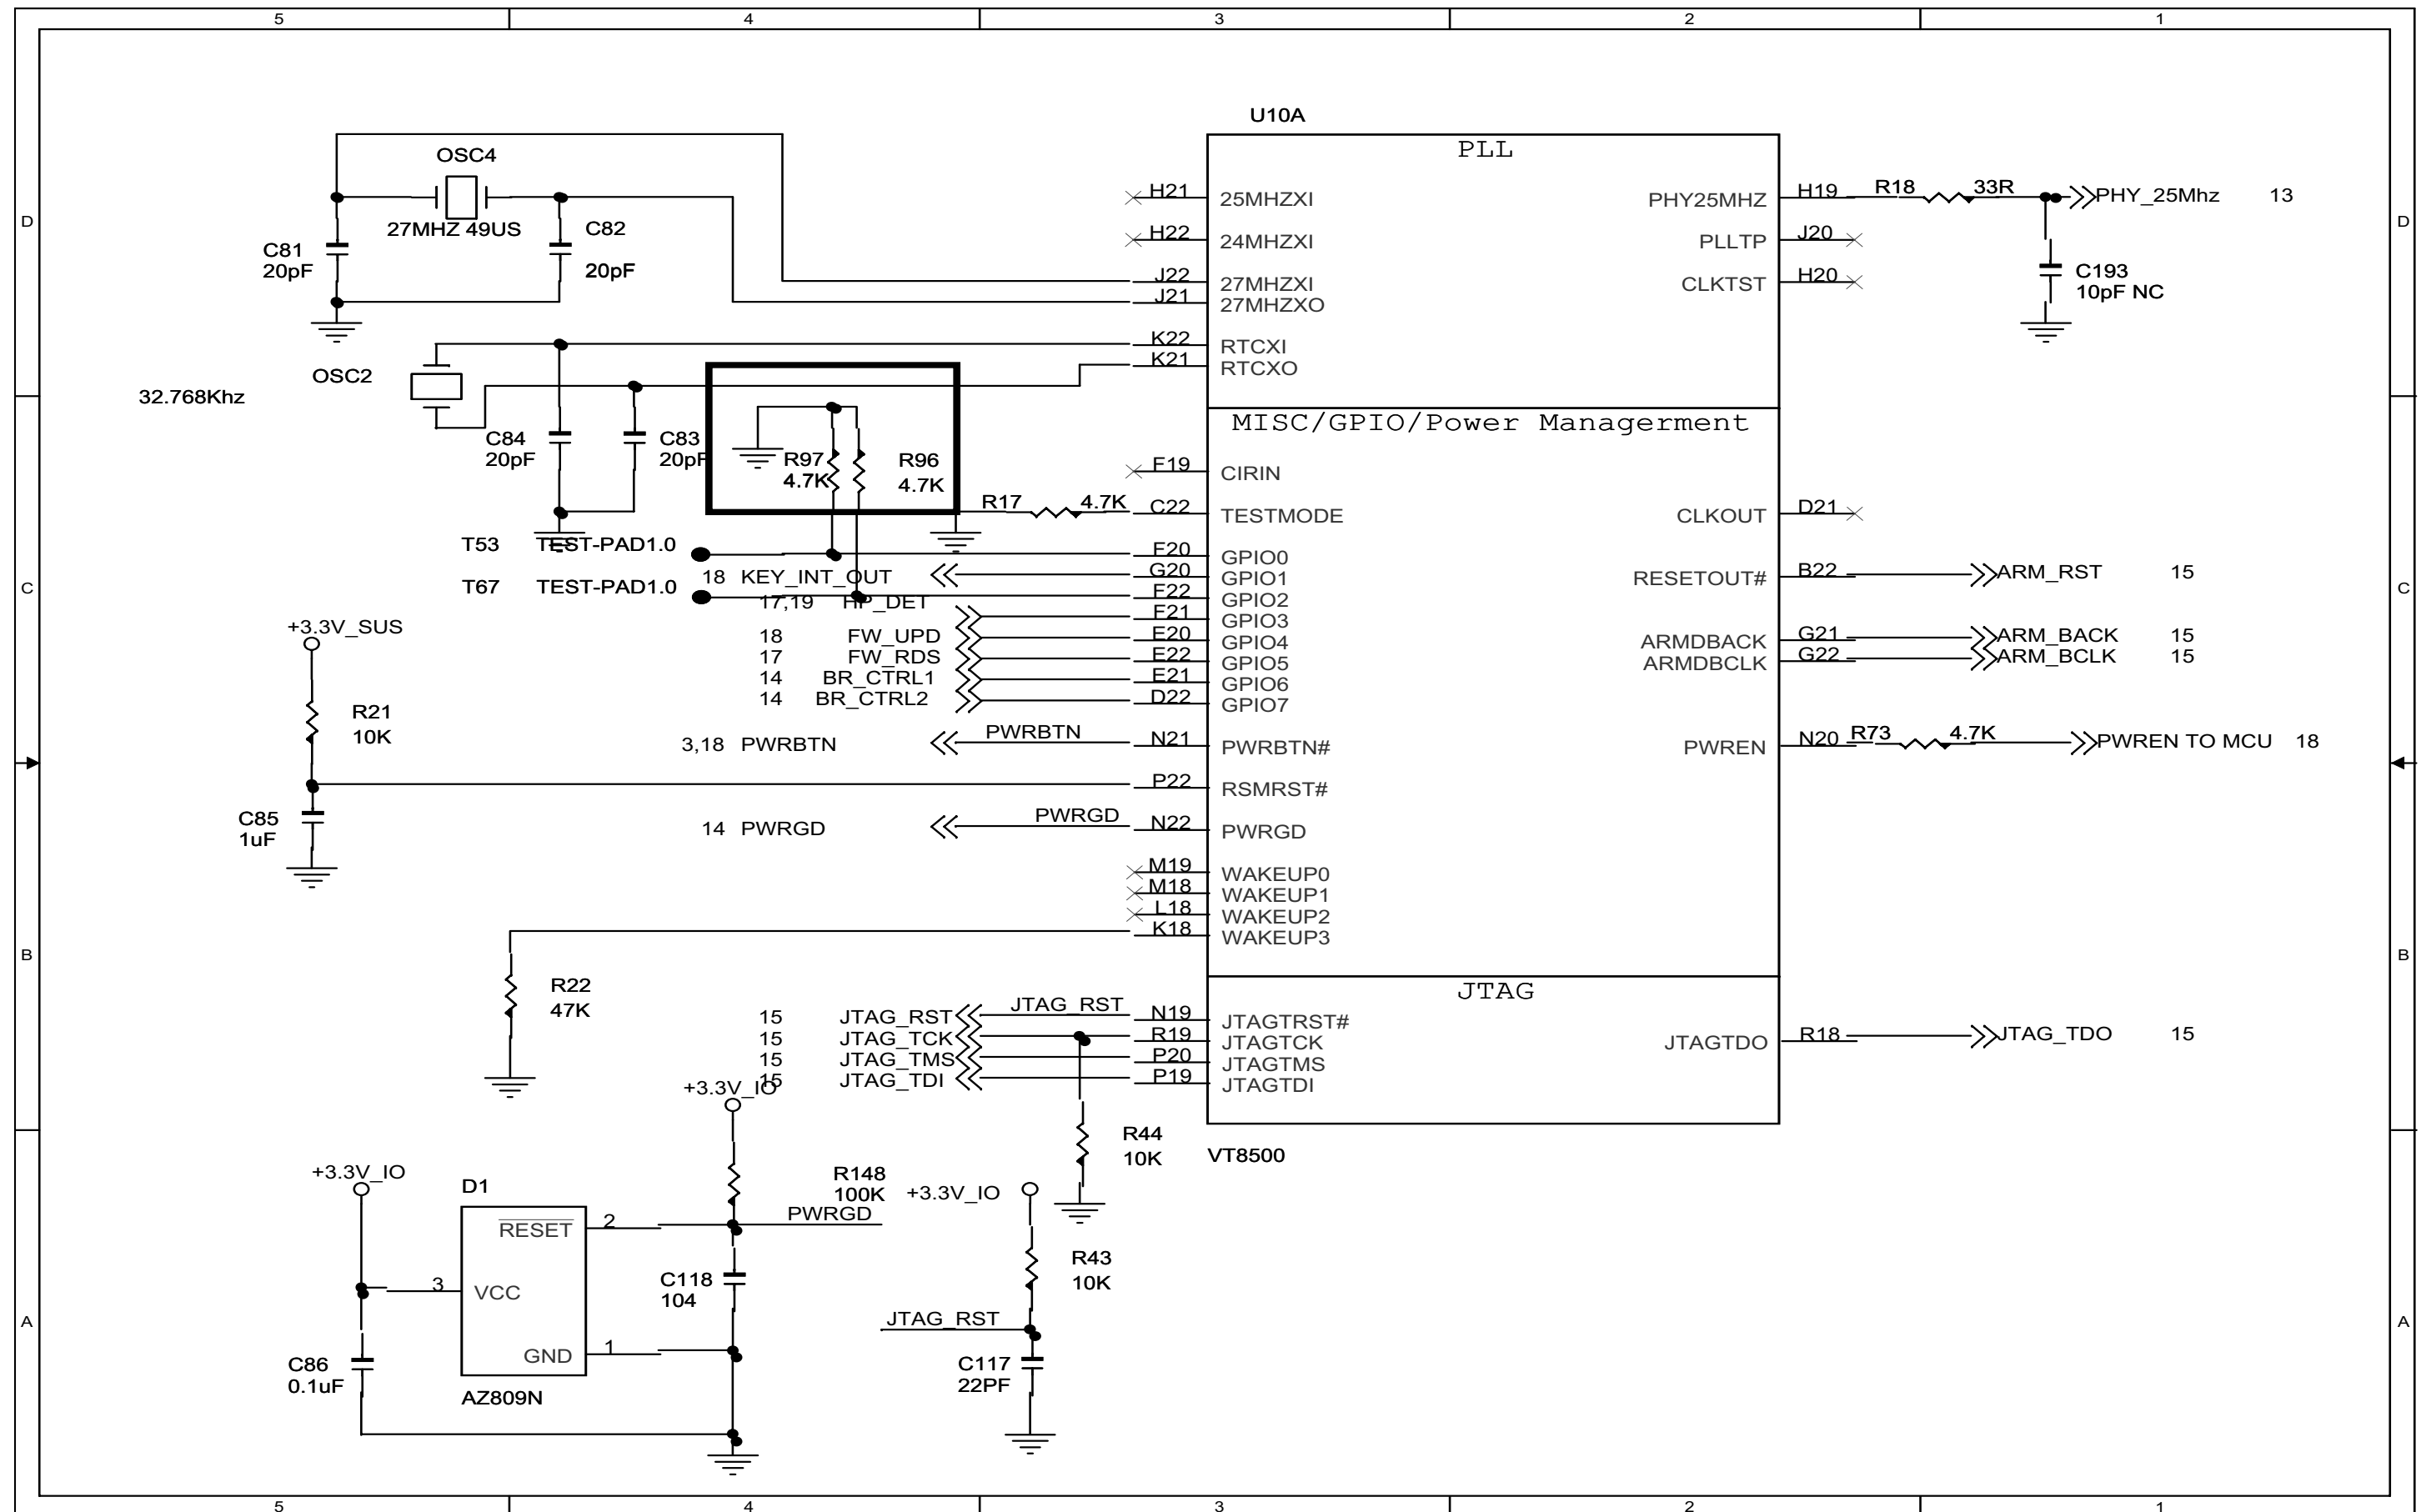 5 4 3 2 1
D D
C C
B B
A A
U10A
PLL
OSC4
27MHZ 49US
C81
20pF
C82
20pF
H21 25MHZXI
H22 24MHZXI
J22 27MHZXI
J21 27MHZXO
K22 RTCXI
K21 RTCXO
PHY25MHZ H19 R18 33R PHY_25Mhz 13
PLLTP J20
CLKTST H20
C193
10pF NC
OSC2
32.768Khz
C84
20pF
C83
20pF
R97
4.7K
R96
4.7K
MISC/GPIO/Power Managerment
F19 CIRIN
R17 4.7K C22 TESTMODE
CLKOUT D21
T53 TEST-PAD1.0 F20 GPIO0
18 KEY_INT_OUT G20 GPIO1
T67 TEST-PAD1.0 F22 GPIO2
17,19 HP_DET F21 GPIO3
18 FW_UPD E20 GPIO4
17 FW_RDS E22 GPIO5
14 BR_CTRL1 E21 GPIO6
14 BR_CTRL2 D22 GPIO7
RESETOUT# B22 ARM_RST 15
ARMDBACK G21 ARM_BACK 15
ARMDBCLK G22 ARM_BCLK 15
+3.3V_SUS
R21
10K
3,18 PWRBTN PWRBTN N21 PWRBTN#
PWREN N20 R73 4.7K PWREN TO MCU 18
P22 RSMRST#
C85
1uF
14 PWRGD PWRGD N22 PWRGD
M19 WAKEUP0
M18 WAKEUP1
L18 WAKEUP2
K18 WAKEUP3
R22
47K
JTAG
15 JTAG_RST JTAG_RST N19 JTAGTRST#
15 JTAG_TCK R19 JTAGTCK
15 JTAG_TMS P20 JTAGTMS
15 JTAG_TDI P19 JTAGTDI
JTAGTDO R18 JTAG_TDO 15
R44
10K
VT8500
+3.3V_IO
+3.3V_IO
D1
R148
100K
PWRGD
RESET 2
3 VCC
GND 1
AZ809N
C118
104
C86
0.1uF
+3.3V_IO
R43
10K
JTAG_RST
C117
22PF
5 4 3 2 1